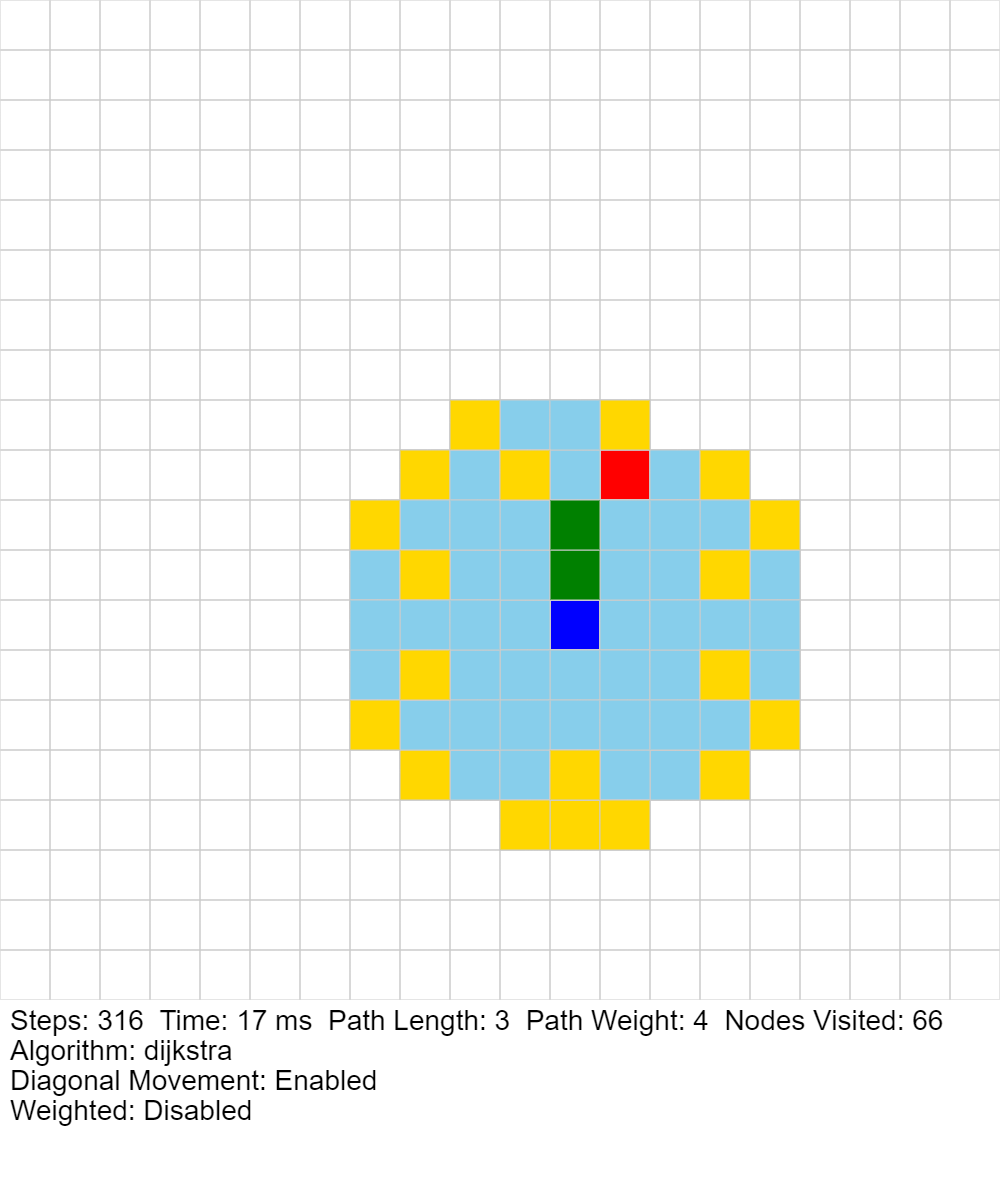 Steps: 316  Time: 17 ms  Path Length: 3  Path Weight: 4  Nodes Visited: 66
Algorithm: dijkstra
Diagonal Movement: Enabled
Weighted: Disabled